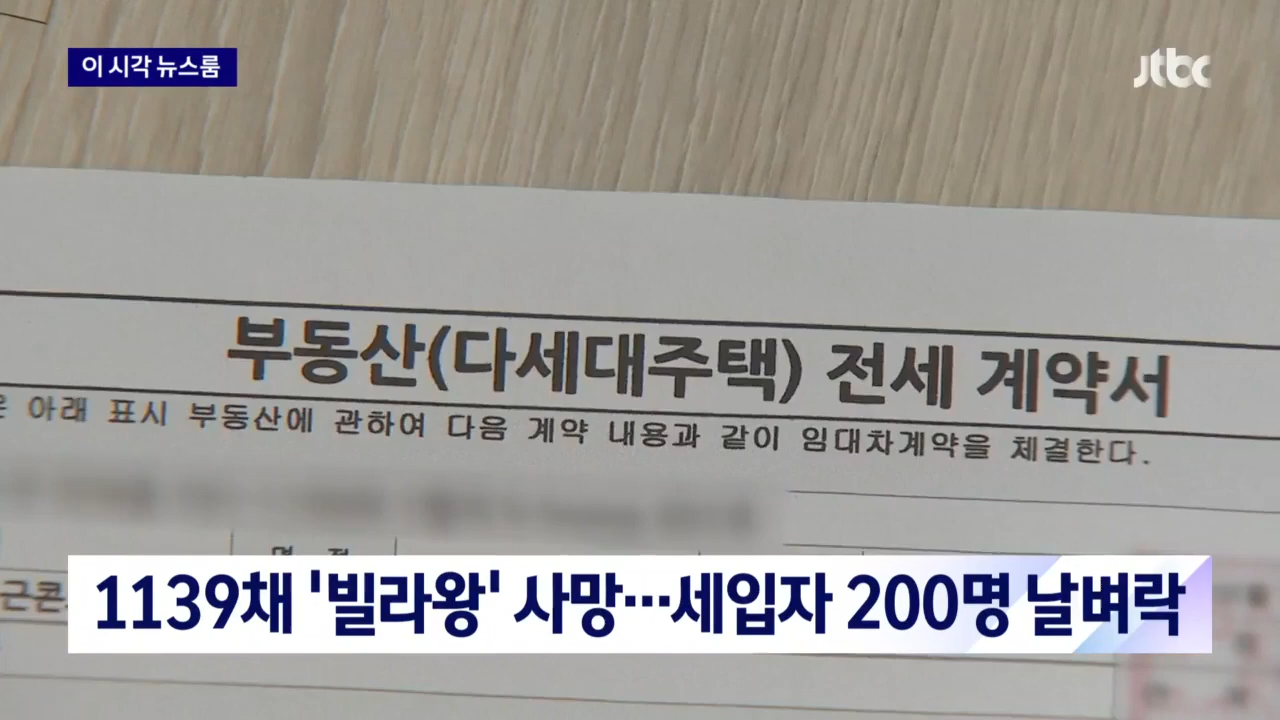 이 시각 뉴스룸
jtbc
부동산(다세대주택) 전세 계약서
은 아래 표시 부동산에 관하여 다음 계약 내용과 같이 임대차계약을 체결한다.
1139채 '빌라왕' 사망…세입자 200명 날벼락